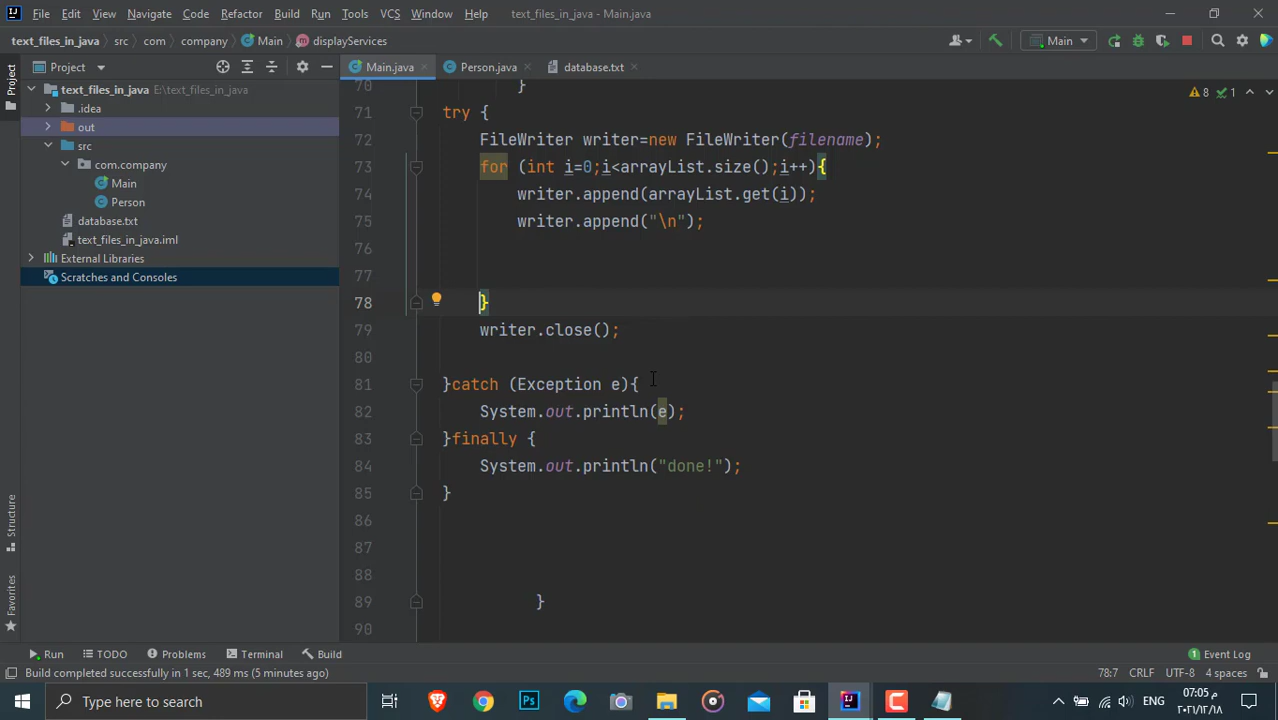 File Edit View Navigate Code Refactor Build Run Tools VCS Window Help text_files_in_java - Main.java
text_files_in_java src com company Main displayServices Main
Project Main.java Person.java database.txt
Project
text_files_in_java E:\text_files_in_java
.idea
out
src
com.company
Main
Person
database.txt
text_files_in_java.iml
External Libraries
Scratches and Consoles
Structure
Favorites
8 1
70 }
71 try {
72 FileWriter writer=new FileWriter(filename);
73 for (int i=0;i<arrayList.size();i++){
74 writer.append(arrayList.get(i));
75 writer.append("\n");
76
77
78 }
79 writer.close();
80
81 }catch (Exception e){
82 System.out.println(e);
83 }finally {
84 System.out.println("done!");
85 }
86
87
88
89 }
90
Run TODO Problems Terminal Build 1 Event Log
Build completed successfully in 1 sec, 489 ms (5 minutes ago) 78:7 CRLF UTF-8 4 spaces
Type here to search ENG 07:05 م
٢٠٢١/١٢/١٨